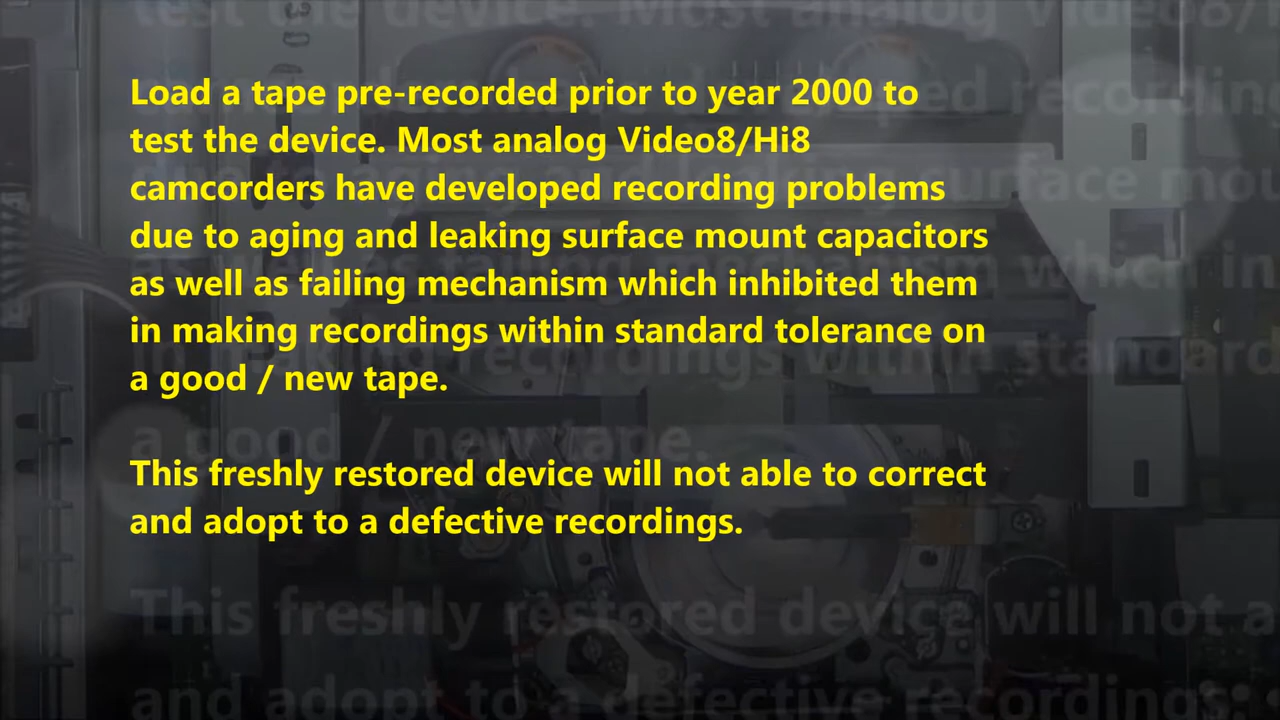 Load a tape pre-recorded prior to year 2000 to
test the device. Most analog Video8/Hi8
camcorders have developed recording problems
due to aging and leaking surface mount capacitors
as well as failing mechanism which inhibited them
in making recordings within standard tolerance on
a good / new tape.
This freshly restored device will not able to correct
and adopt to a defective recordings.